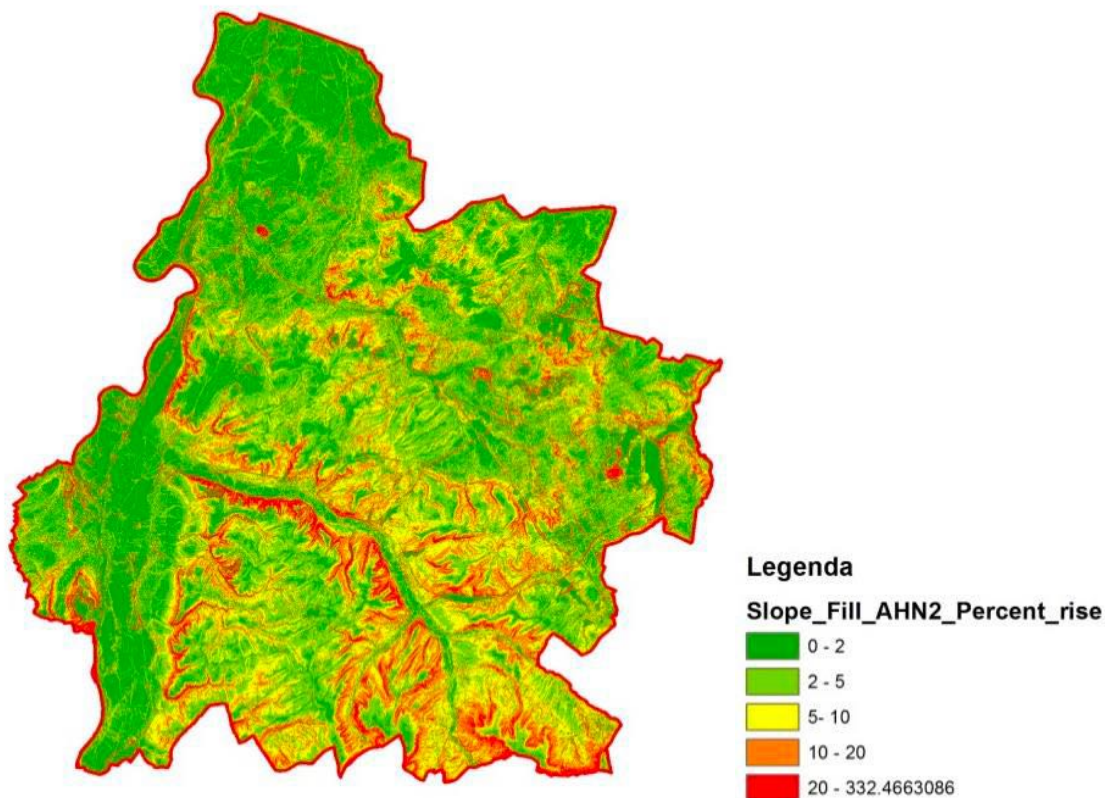 Legenda
Slope_Fill_AHN2_Percent_rise
0 - 2
2 - 5
5- 10
10 - 20
20 - 332.4663086